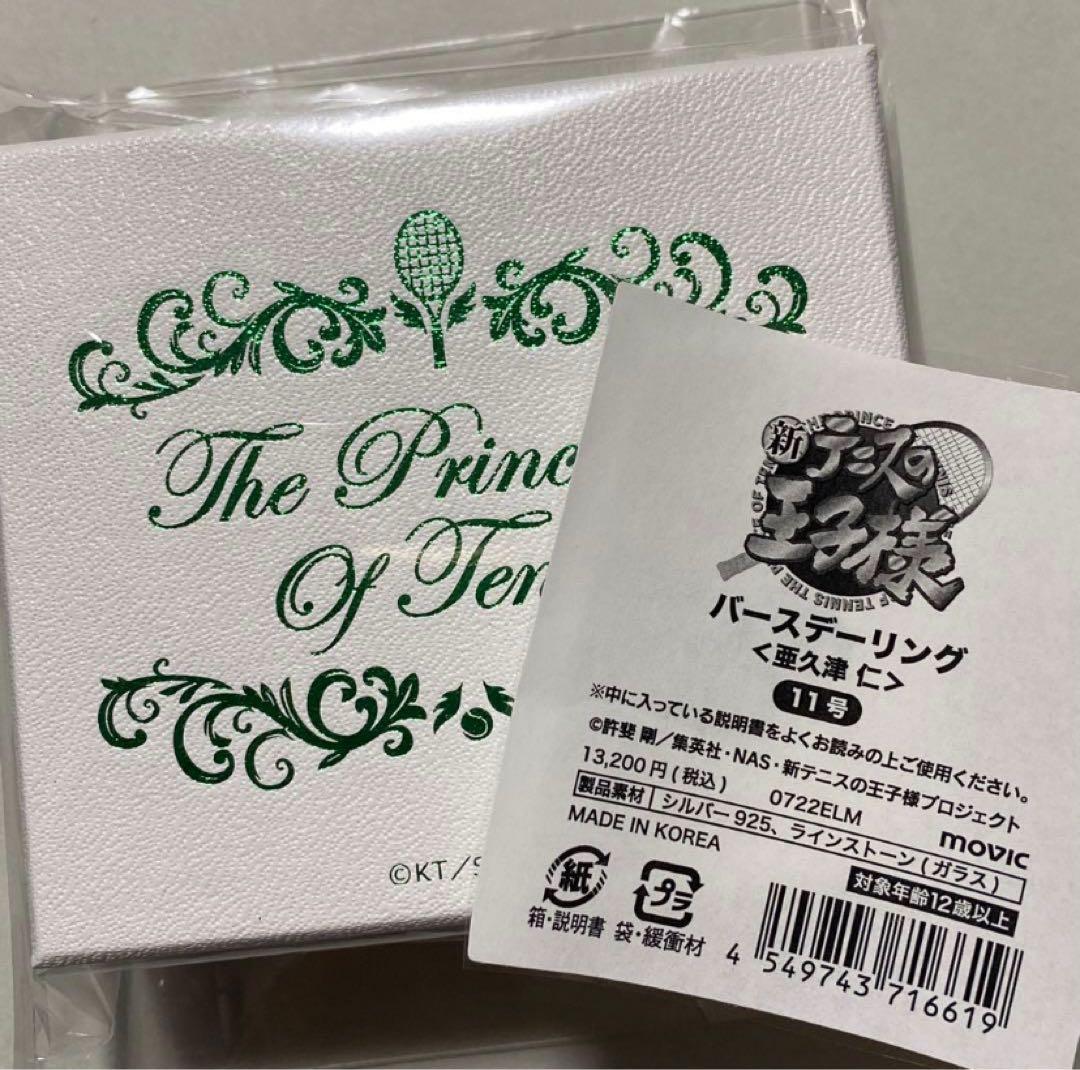 The Princ
Of Ten
©KT/S
新テニスの
王子様
バースデーリング
<亜久津 仁>
11号
※中に入っている説明書をよくお読みの上ご使用ください。
©許斐 剛／集英社・NAS・新テニスの王子様プロジェクト
13,200円(税込) 0722ELM movic
製品素材 シルバー925、ラインストーン(ガラス)
MADE IN KOREA 対象年齢12歳以上
紙 プラ
箱・説明書 袋・緩衝材
4 549743 716619